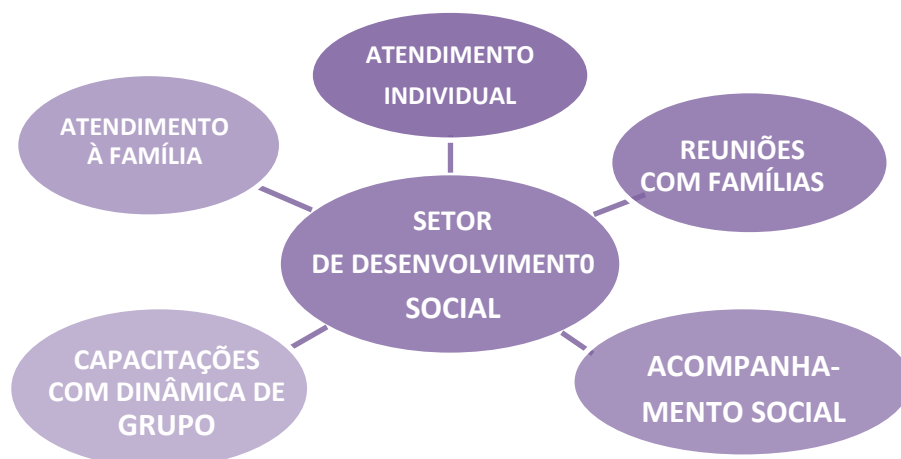 ATENDIMENTO
INDIVIDUAL
ATENDIMENTO
À FAMÍLIA
REUNIÕES
COM FAMÍLIAS
SETOR
DE DESENVOLVIMENT0
SOCIAL
CAPACITAÇÕES
COM DINÂMICA DE
GRUPO
ACOMPANHA-
MENTO SOCIAL